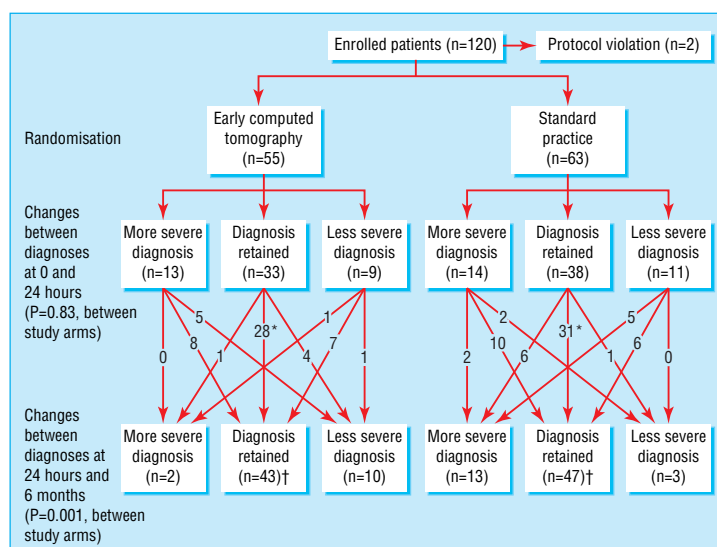 Enrolled patients (n=120)
Protocol violation (n=2)
Randomisation
Early computed
tomography
(n=55)
Standard
practice
(n=63)
Changes
between
diagnoses
at 0 and
24 hours
(P=0.83, between
study arms)
More severe
diagnosis
(n=13)
Diagnosis
retained
(n=33)
Less severe
diagnosis
(n=9)
More severe
diagnosis
(n=14)
Diagnosis
retained
(n=38)
Less severe
diagnosis
(n=11)
0
8
5
1
28*
4
1
7
1
2
10
2
6
31*
1
5
6
0
Changes
between
diagnoses at
24 hours and
6 months
(P=0.001, between
study arms)
More severe
diagnosis
(n=2)
Diagnosis
retained
(n=43)†
Less severe
diagnosis
(n=10)
More severe
diagnosis
(n=13)
Diagnosis
retained
(n=47)†
Less severe
diagnosis
(n=3)